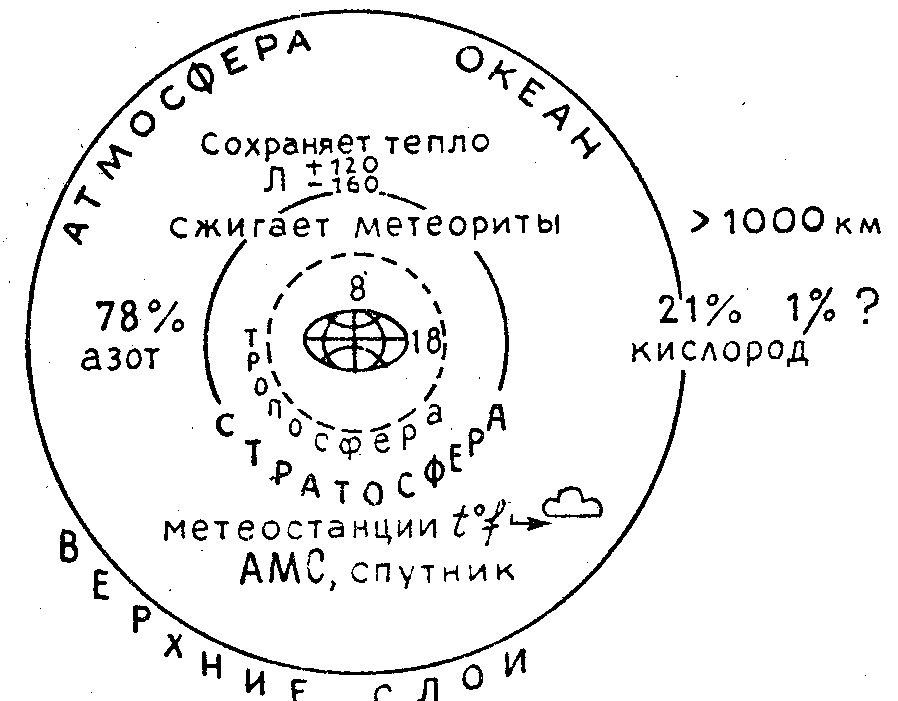 АТМОСФЕРА ОКЕАН
Сохраняет тепло
Л +120
−160
сжигает метеориты
> 1000 км
8
78% 21% 1% ?
азот кислород
18
тропосфера
СТРАТОСФЕРА
метеостанции t°f
АМС, спутник
ВЕРХНИЕ СЛОИ